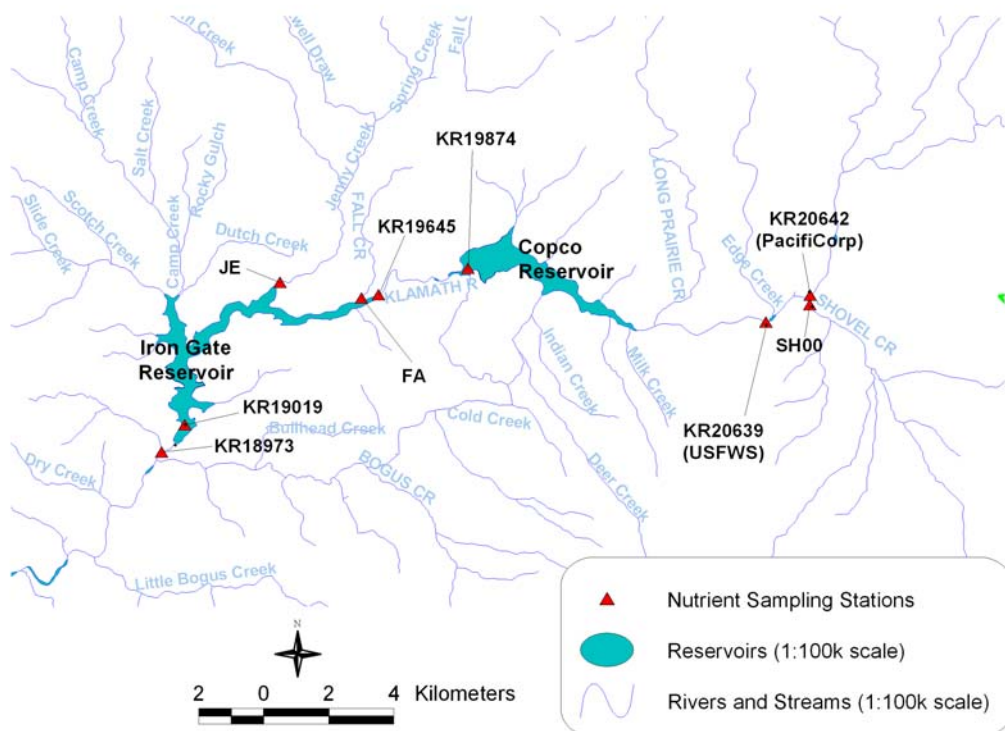 Camp Creek
Salt Creek
Rocky Gulch
Spring Creek
Fall C
Jenny Creek
FALL CR
Scotch Creek
Slide Creek
Camp Creek
Dutch Creek
KR19874
KR19645
JE
KLAMATH R
Copco
Reservoir
LONG PRAIRIE CR
Edge Creek
KR20642
(PacifiCorp)
SHOVEL CR
SH00
KR20639
(USFWS)
Iron Gate
Reservoir
FA
Indian Creek
Milk Creek
Deer Creek
Cold Creek
KR19019
Bullhead Creek
KR18973
BOGUS CR
Dry Creek
Little Bogus Creek
N
2 0 2 4 Kilometers
Nutrient Sampling Stations
Reservoirs (1:100k scale)
Rivers and Streams (1:100k scale)